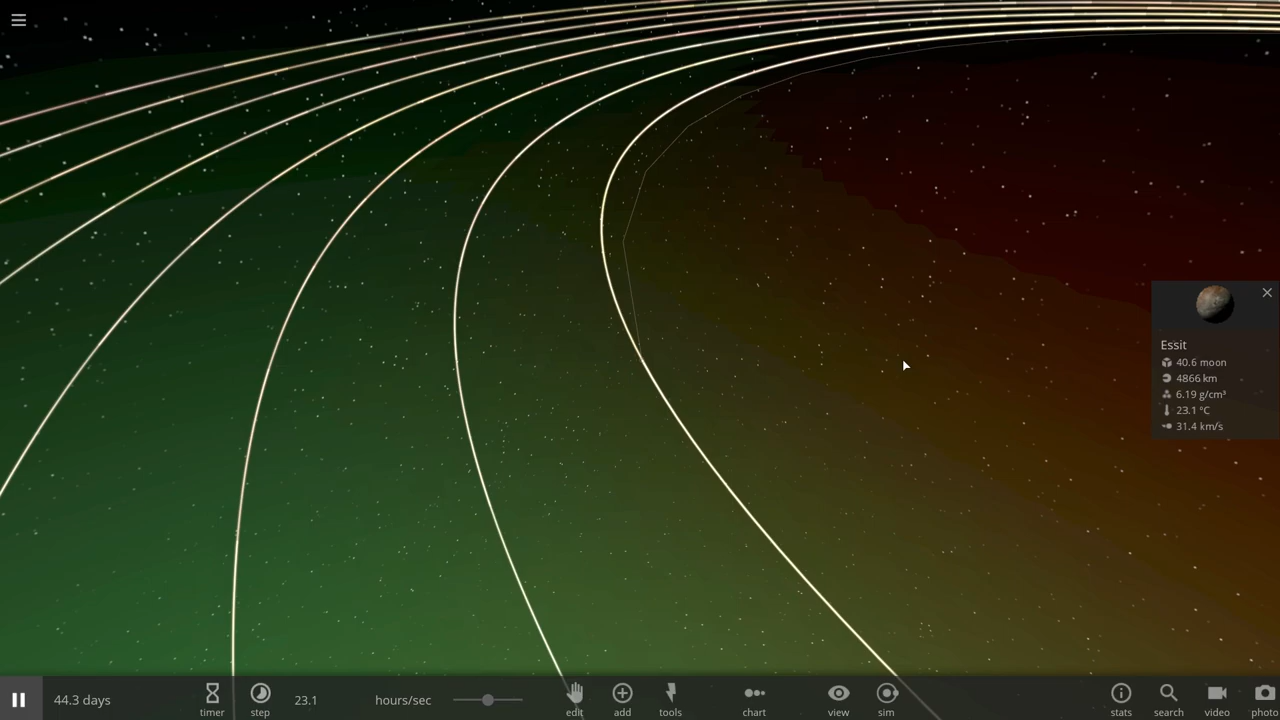 Essit
40.6 moon
4866 km
6.19 g/cm³
23.1 °C
31.4 km/s
44.3 days
timer
step
23.1
hours/sec
edit
add
tools
chart
view
sim
stats
search
video
photo